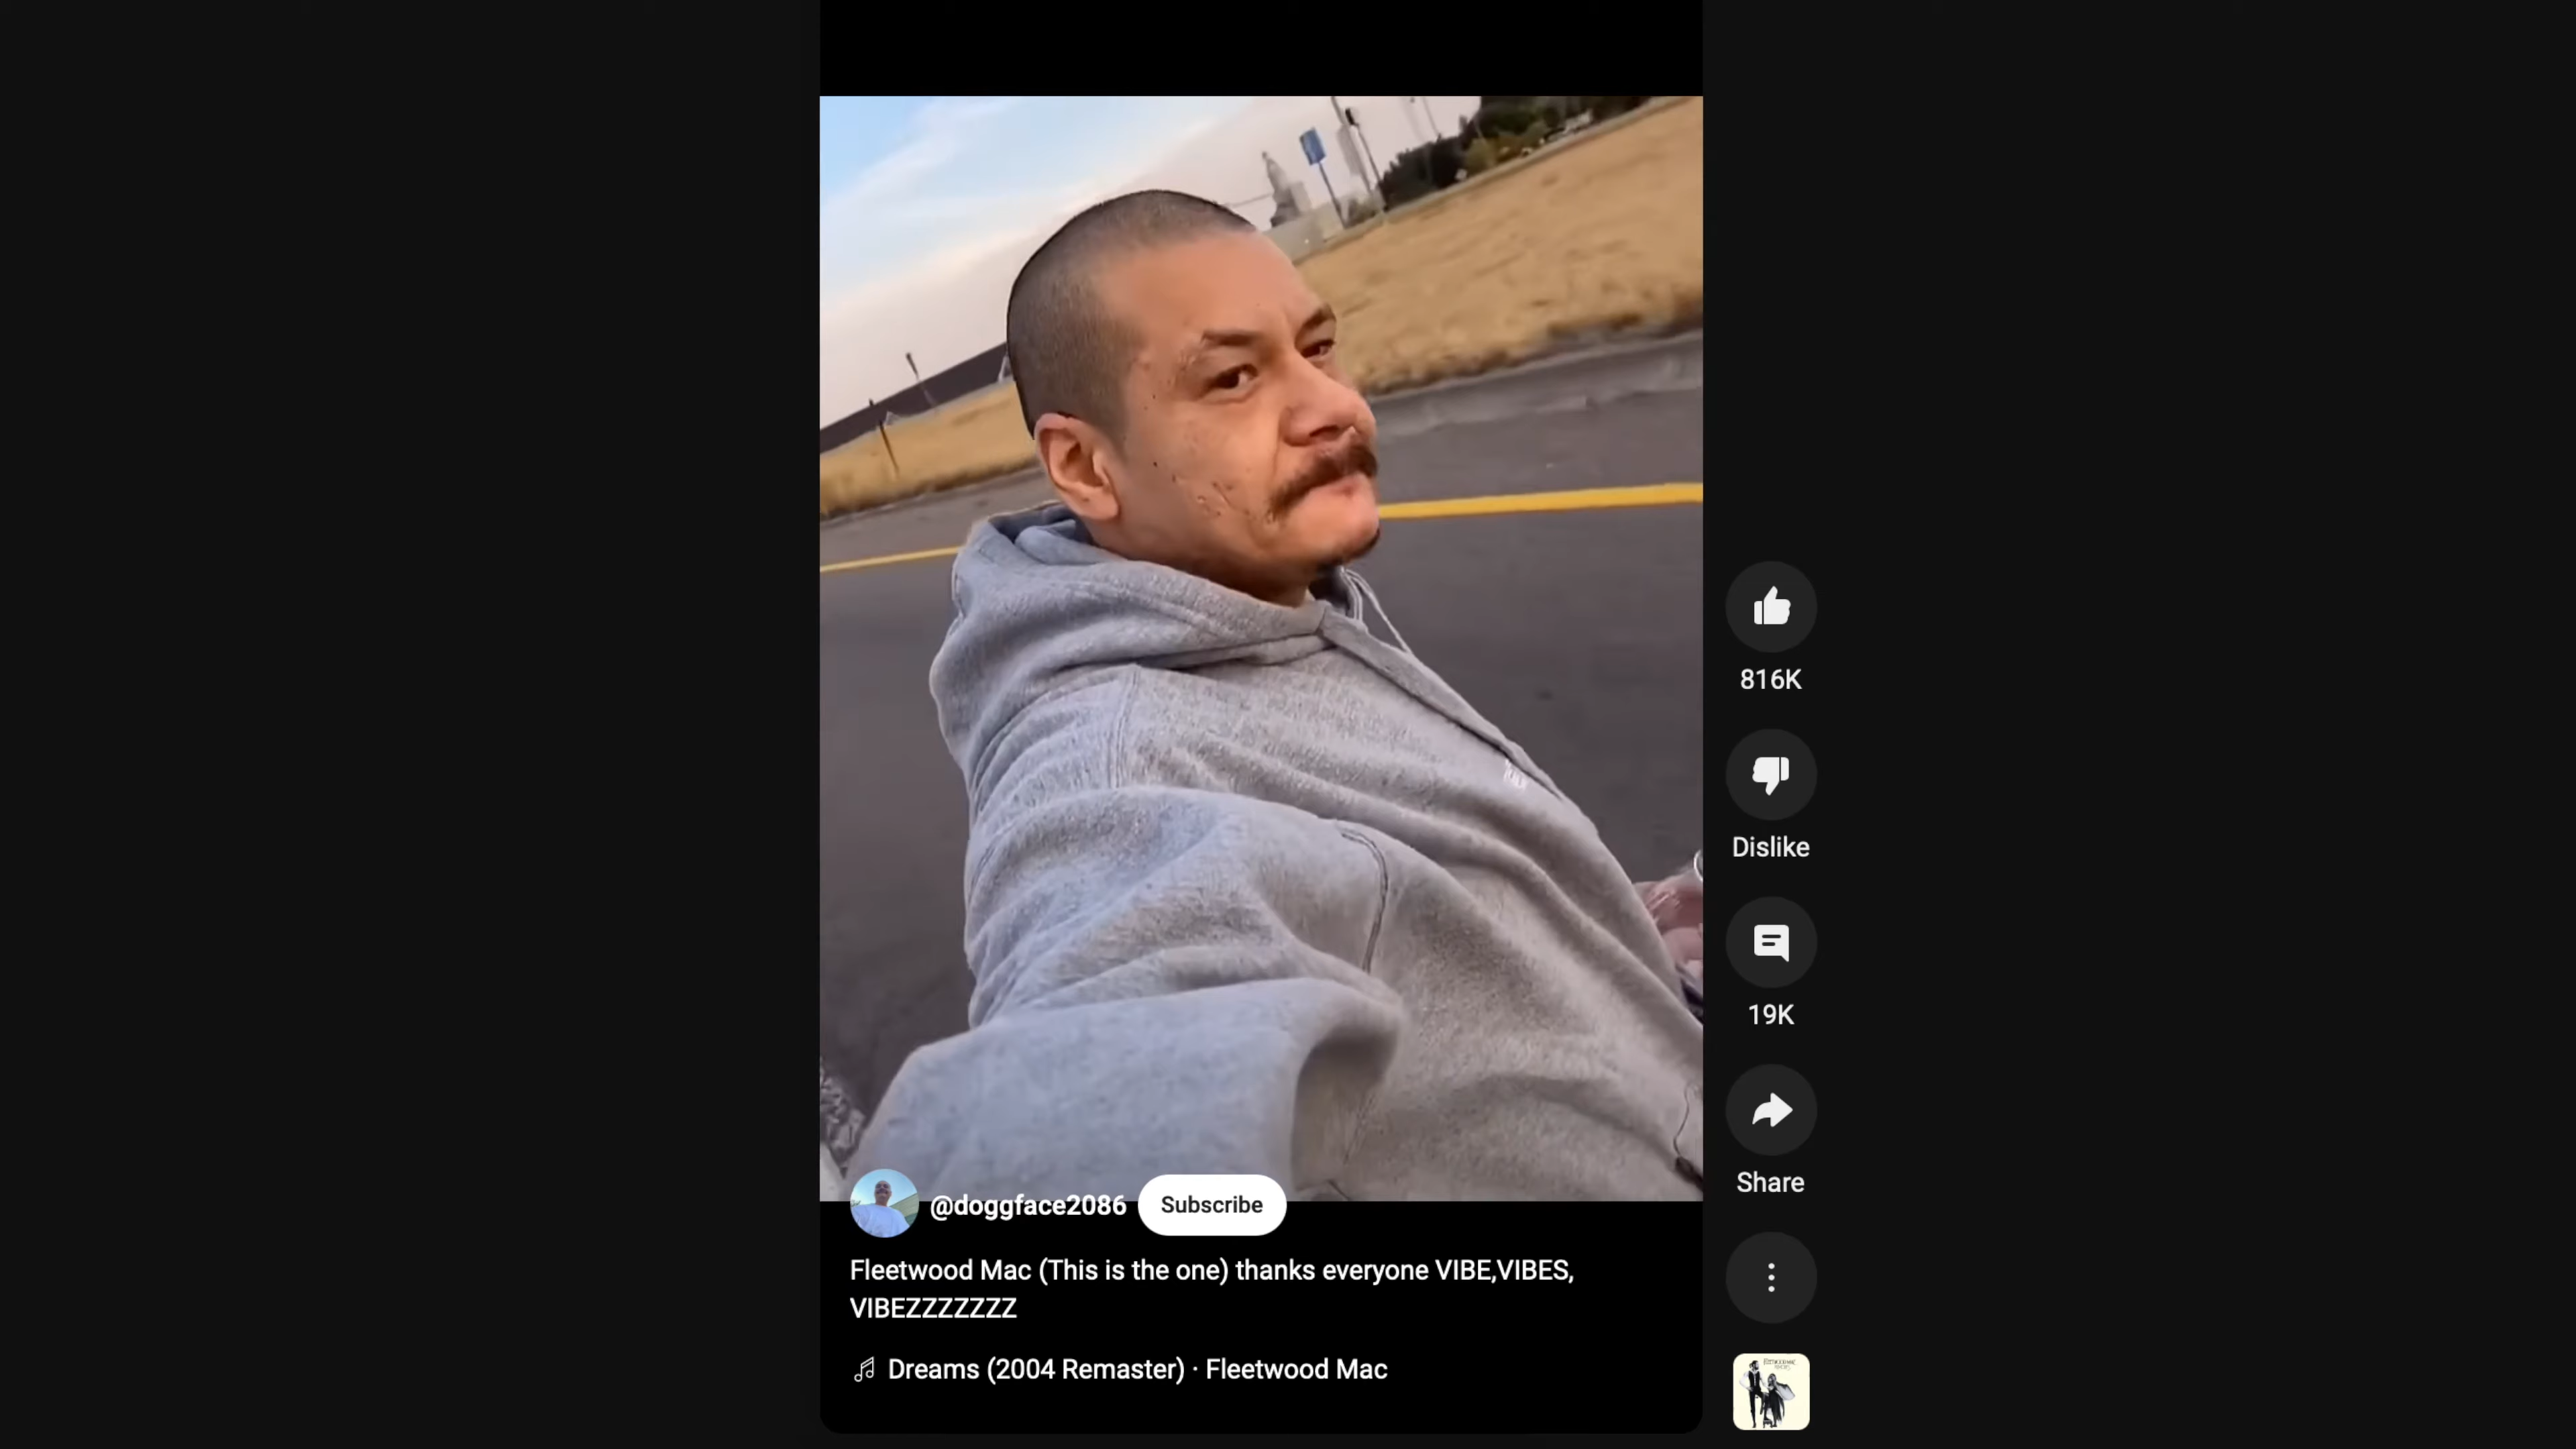 816K
Dislike
19K
Share
@doggface2086 Subscribe
Fleetwood Mac (This is the one) thanks everyone VIBE,VIBES,
VIBEZZZZZZZ
Dreams (2004 Remaster) · Fleetwood Mac